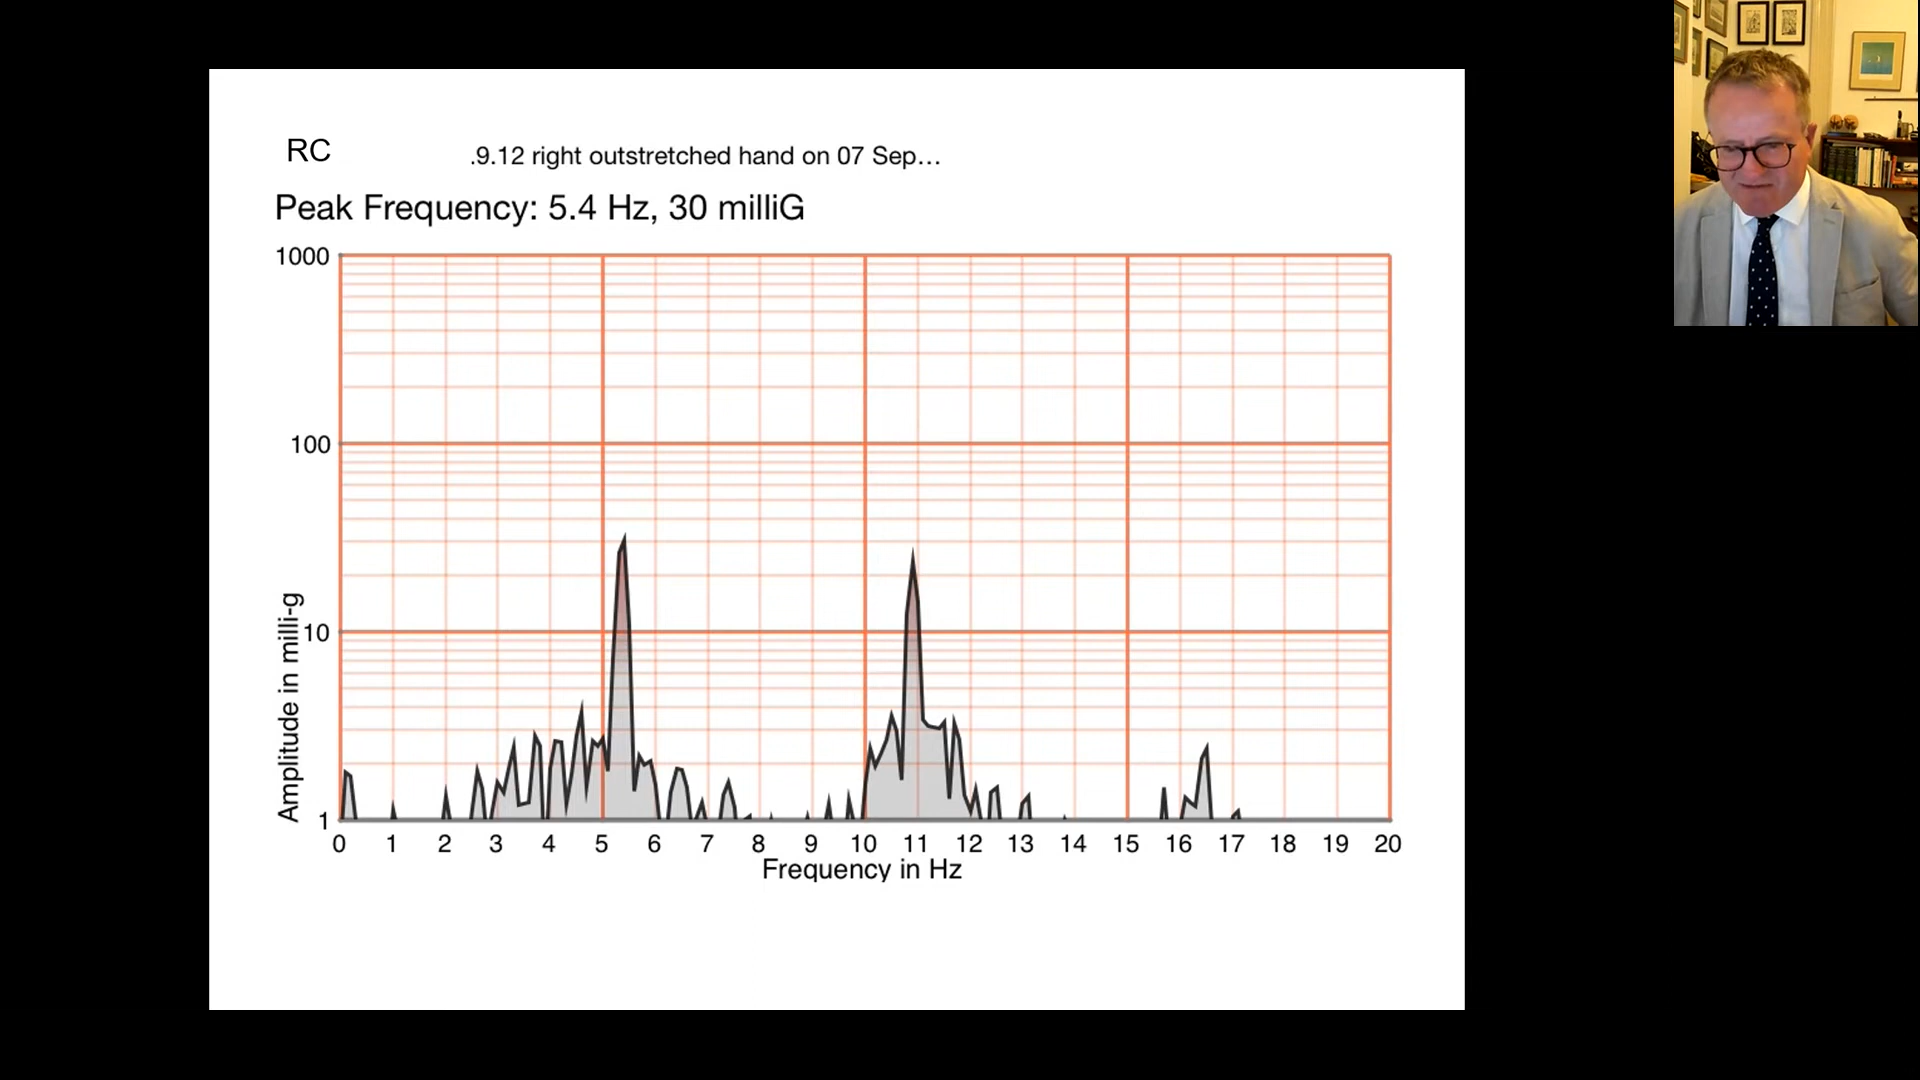 RC
.9.12 right outstretched hand on 07 Sep…
Peak Frequency: 5.4 Hz, 30 milliG
1000
100
10
1
Amplitude in milli-g
0 1 2 3 4 5 6 7 8 9 10 11 12 13 14 15 16 17 18 19 20
Frequency in Hz